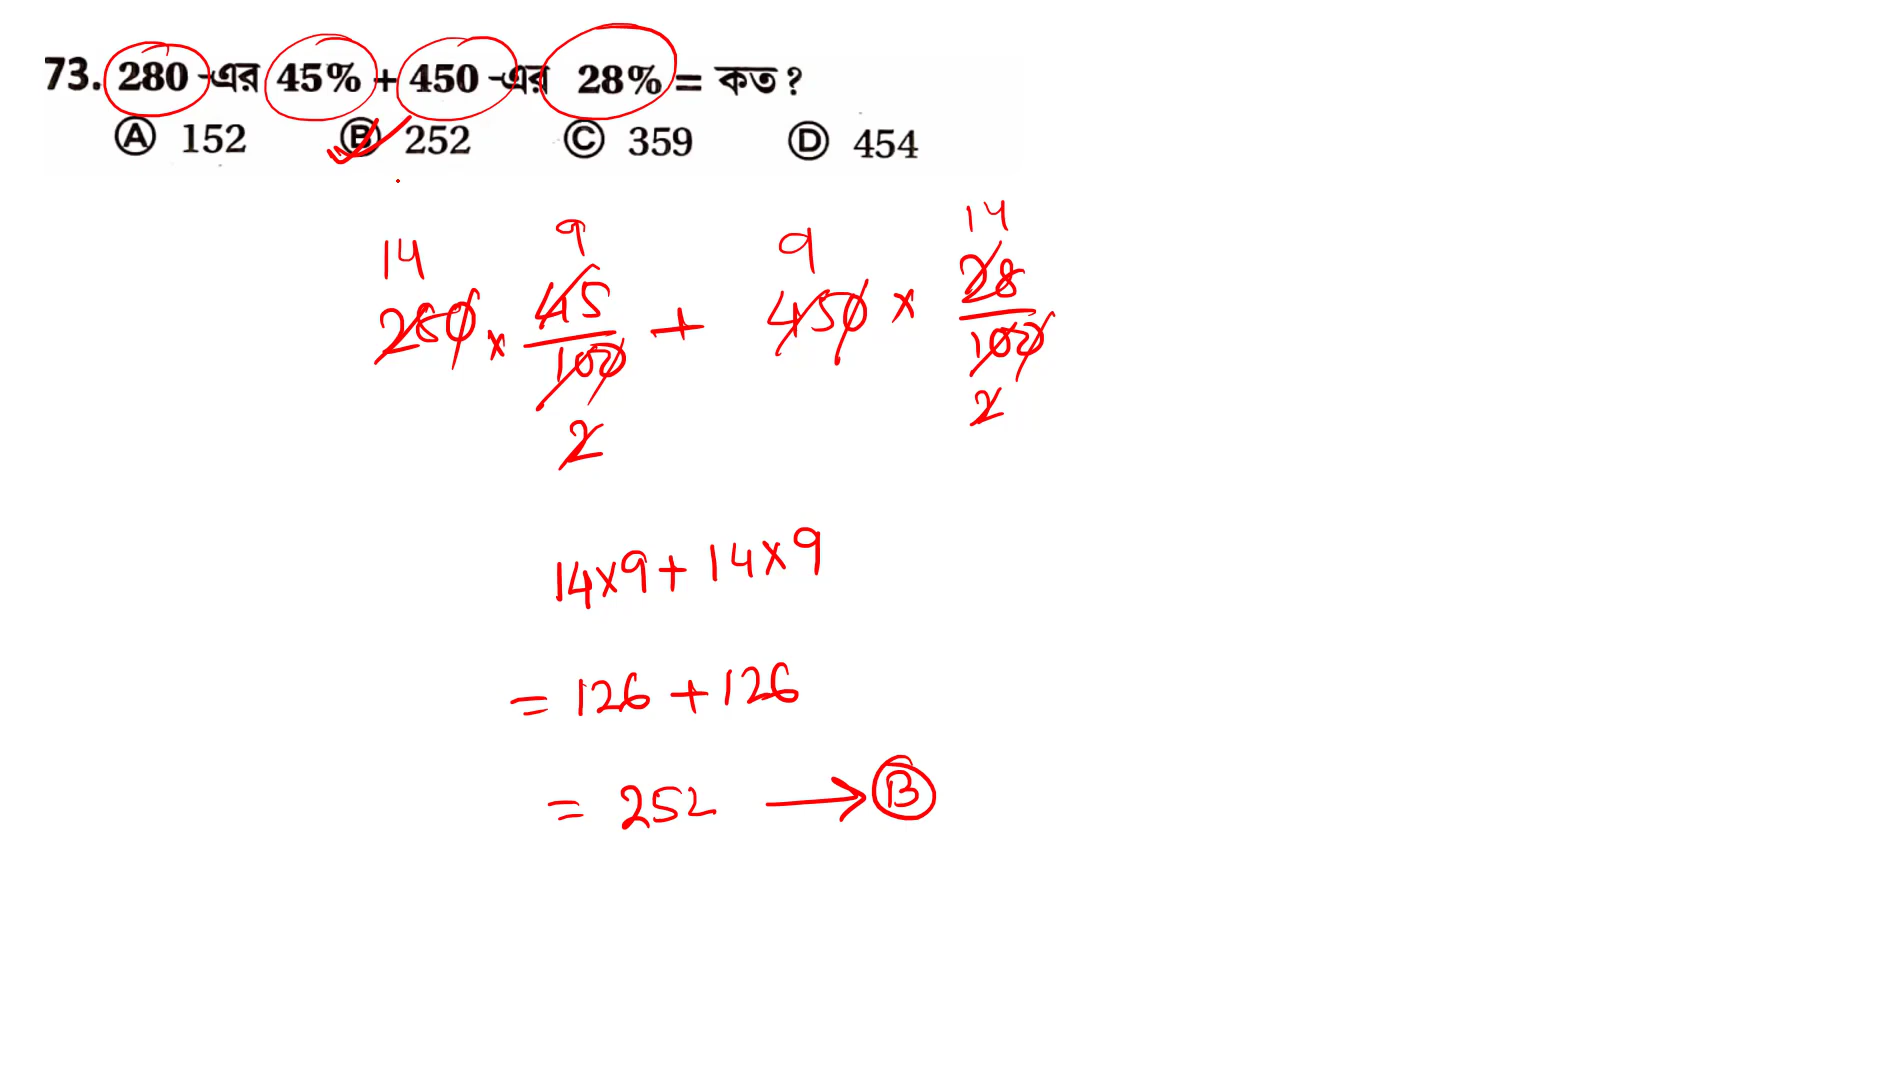 73. 280 -এর 45% + 450 -এর 28% = কত ?
Ⓐ 152 Ⓑ 252 Ⓒ 359 Ⓓ 454
14 9 9 14
280 × 45/100 + 450 × 28/100
2 2
14×9 + 14×9
= 126 + 126
= 252 → Ⓑ